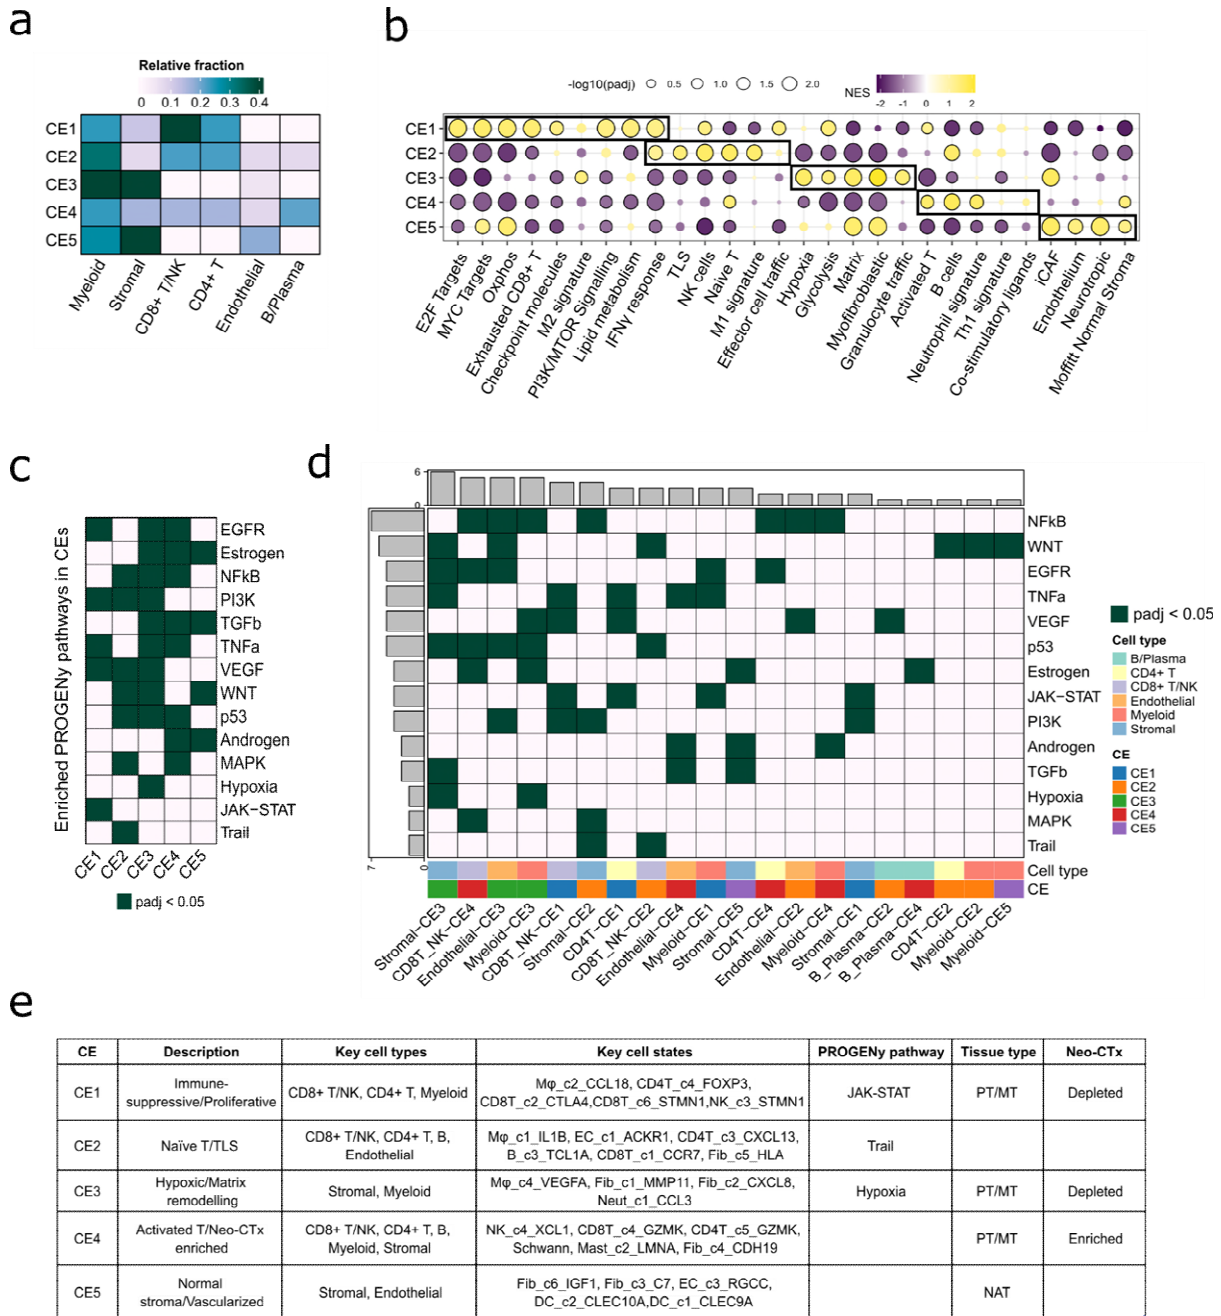 a
Relative fraction
0 0.1 0.2 0.3 0.4
CE1
CE2
CE3
CE4
CE5
Myeloid
Stromal
CD8+ T/NK
CD4+ T
Endothelial
B/Plasma
b
-log10(padj) 0.5 1.0 1.5 2.0
NES
-2 -1 0 1 2
CE1
CE2
CE3
CE4
CE5
E2F Targets
MYC Targets
Oxphos
Exhausted CD8+ T
Checkpoint molecules
M2 signature
PI3K/MTOR Signalling
Lipid metabolism
IFNγ response
TLS
NK cells
Naive T
M1 signature
Effector cell traffic
Hypoxia
Glycolysis
Matrix
Myofibroblastic
Granulocyte traffic
Activated T
B cells
Neutrophil signature
Th1 signature
Co-stimulatory ligands
iCAF
Endothelium
Neurotropic
Moffitt Normal Stroma
c
Enriched PROGENy pathways in CEs
EGFR
Estrogen
NFkB
PI3K
TGFb
TNFa
VEGF
WNT
p53
Androgen
MAPK
Hypoxia
JAK−STAT
Trail
CE1
CE2
CE3
CE4
CE5
padj < 0.05
d
6
0
NFkB
WNT
EGFR
TNFa
VEGF
p53
Estrogen
JAK−STAT
PI3K
Androgen
TGFb
Hypoxia
MAPK
Trail
Cell type
CE
7
0
Stromal−CE3
CD8T_NK−CE4
Endothelial−CE3
Myeloid−CE3
CD8T_NK−CE1
Stromal−CE2
CD4T−CE1
CD8T_NK−CE2
Endothelial−CE4
Myeloid−CE1
Stromal−CE5
CD4T−CE4
Endothelial−CE2
Myeloid−CE4
Stromal−CE1
B_Plasma−CE2
B_Plasma−CE4
CD4T−CE2
Myeloid−CE2
Myeloid−CE5
padj < 0.05
Cell type
B/Plasma
CD4+ T
CD8+ T/NK
Endothelial
Myeloid
Stromal
CE
CE1
CE2
CE3
CE4
CE5
e
CE Description Key cell types Key cell states PROGENy pathway Tissue type Neo-CTx
CE1 Immune-suppressive/Proliferative CD8+ T/NK, CD4+ T, Myeloid Mφ_c2_CCL18, CD4T_c4_FOXP3, CD8T_c2_CTLA4,CD8T_c6_STMN1,NK_c3_STMN1 JAK-STAT PT/MT Depleted
CE2 Naïve T/TLS CD8+ T/NK, CD4+ T, B, Endothelial Mφ_c1_IL1B, EC_c1_ACKR1, CD4T_c3_CXCL13, B_c3_TCL1A, CD8T_c1_CCR7, Fib_c5_HLA Trail
CE3 Hypoxic/Matrix remodelling Stromal, Myeloid Mφ_c4_VEGFA, Fib_c1_MMP11, Fib_c2_CXCL8, Neut_c1_CCL3 Hypoxia PT/MT Depleted
CE4 Activated T/Neo-CTx enriched CD8+ T/NK, CD4+ T, B, Myeloid, Stromal NK_c4_XCL1, CD8T_c4_GZMK, CD4T_c5_GZMK, Schwann, Mast_c2_LMNA, Fib_c4_CDH19 PT/MT Enriched
CE5 Normal stroma/Vascularized Stromal, Endothelial Fib_c6_IGF1, Fib_c3_C7, EC_c3_RGCC, DC_c2_CLEC10A,DC_c1_CLEC9A NAT